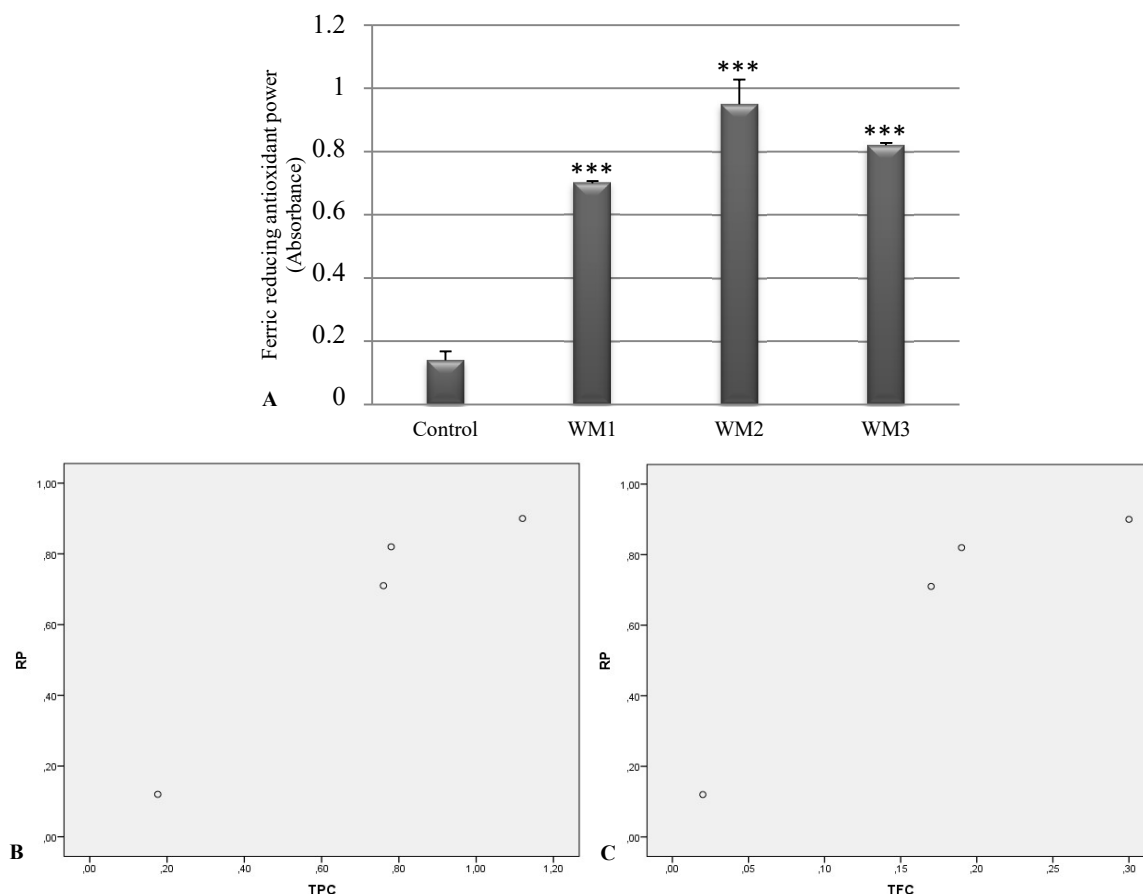 Ferric reducing antioxidant power
(Absorbance)
1.2
1
0.8
0.6
0.4
0.2
0
***
***
***
Control WM1 WM2 WM3
A
RP
1,00
,80
,60
,40
,20
,00
,00 ,20 ,40 ,60 ,80 1,00 1,20
TPC
B
RP
1,00
,80
,60
,40
,20
,00
,00 ,05 ,10 ,15 ,20 ,25 ,30
TFC
C